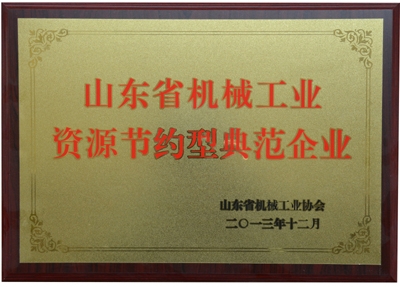 山东省机械工业
资源节约型典范企业
山东省机械工业协会
二〇一三年十二月